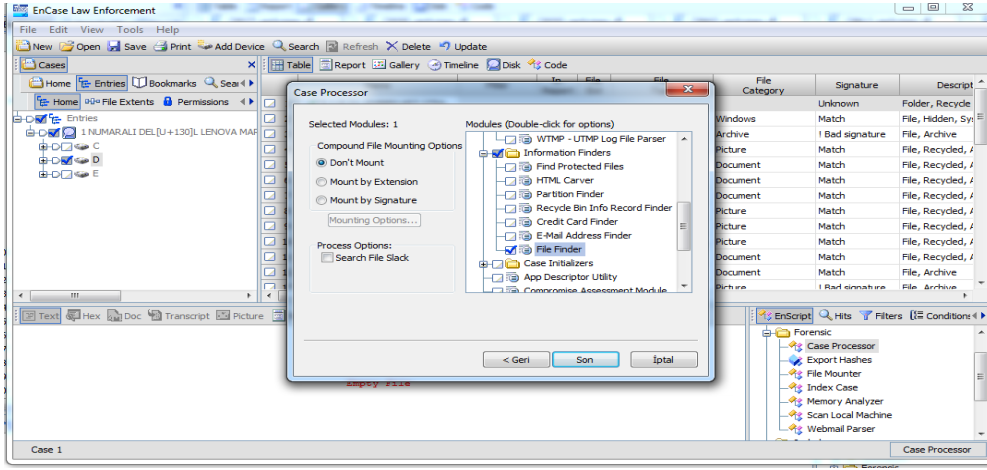 EnCase Law Enforcement
File Edit View Tools Help
New Open Save Print Add Device Search Refresh Delete Update
Cases
Table Report Gallery Timeline Disk Code
Home Entries Bookmarks
Home File Extents Permissions
Entries
1 NUMARALI DEL[U+130]L LENOVA
C
D
E
File Category
Signature
Unknown Folder, Recycle
Windows Match File, Hidden,
Archive ! Bad signature File, Archive
Picture Match File, Recycled,
Document Match File, Recycled,
Document Match File, Recycled,
Document Match File, Recycled,
Picture Match File, Recycled,
Picture Match File, Recycled,
Picture Match File, Recycled,
Document Match File, Recycled,
Document Match File, Archive
Picture ! Bad signature File, Archive
Case Processor
Selected Modules: 1
Compound File Mounting Options
Don't Mount
Mount by Extension
Mount by Signature
Mounting Options...
Process Options:
Search File Slack
Modules (Double-click for options)
WTMP - UTMP Log File Parser
Information Finders
Find Protected Files
HTML Carver
Partition Finder
Recycle Bin Info Record Finder
Credit Card Finder
E-Mail Address Finder
File Finder
Case Initializers
App Descriptor Utility
Compromise Assessment Module
< Geri Son İptal
Text Hex Doc Transcript Picture
Empty File
EnScript Hits Filters Conditions
Forensic
Case Processor
Export Hashes
File Mounter
Index Case
Memory Analyzer
Scan Local Machine
Webmail Parser
Case 1
Case Processor